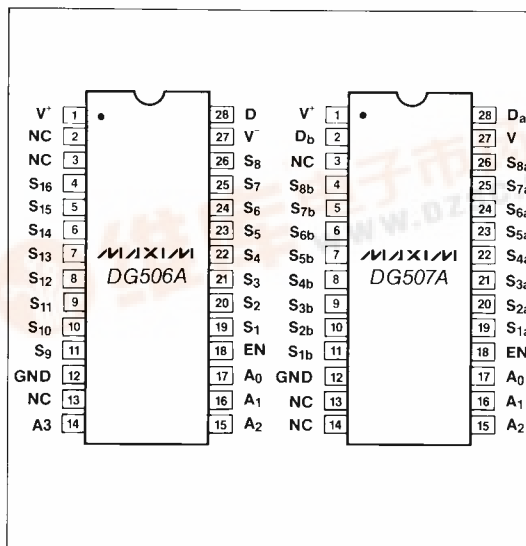 V+ 1 28 D
NC 2 27 V-
NC 3 26 S8
S16 4 25 S7
S15 5 24 S6
S14 6 23 S5
S13 7 22 S4
S12 8 21 S3
S11 9 20 S2
S10 10 19 S1
S9 11 18 EN
GND 12 17 A0
NC 13 16 A1
A3 14 15 A2
MAXIM
DG506A
V+ 1 28 Da
Db 2 27 V
NC 3 26 S8a
S8b 4 25 S7a
S7b 5 24 S6a
S6b 6 23 S5a
S5b 7 22 S4a
S4b 8 21 S3a
S3b 9 20 S2a
S2b 10 19 S1a
S1b 11 18 EN
GND 12 17 A0
NC 13 16 A1
NC 14 15 A2
MAXIM
DG507A